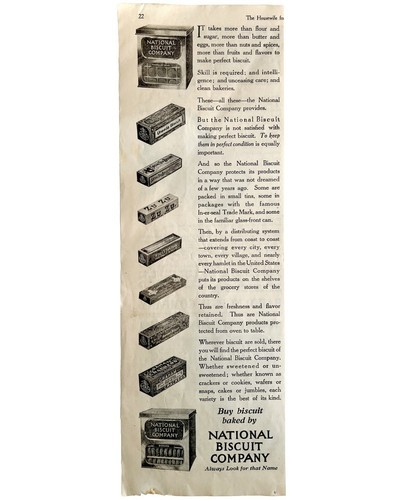 22
The Housewife for
NATIONAL
BISCUIT
COMPANY
IT takes more than flour and
sugar, more than butter and
eggs, more than nuts and spices,
more than fruits and flavors to
make perfect biscuit.
Skill is required; and intelli-
gence; and unceasing care; and
clean bakeries.
These—all these—the National
Biscuit Company provides.
But the National Biscuit
Company is not satisfied with
making perfect biscuit. To keep
them in perfect condition is equally
important.
And so the National Biscuit
Company protects its products
in a way that was not dreamed
of a few years ago. Some are
packed in small tins, some in
packages with the famous
In-er-seal Trade Mark, and some
in the familiar glass-front can.
Then, by a distributing system
that extends from coast to coast
—covering every city, every
town, every village, and nearly
every hamlet in the United States
—National Biscuit Company
puts its products on the shelves
of the grocery stores of the
country.
Thus are freshness and flavor
retained. Thus are National
Biscuit Company products pro-
tected from oven to table.
Wherever biscuit are sold, there
you will find the perfect biscuit of
the National Biscuit Company.
Whether sweetened or un-
sweetened; whether known as
crackers or cookies, wafers or
snaps, cakes or jumbles, each
variety is the best of its kind.
ZuZu
NATIONAL
BISCUIT
COMPANY
Buy biscuit
baked by
NATIONAL
BISCUIT
COMPANY
Always Look for that Name